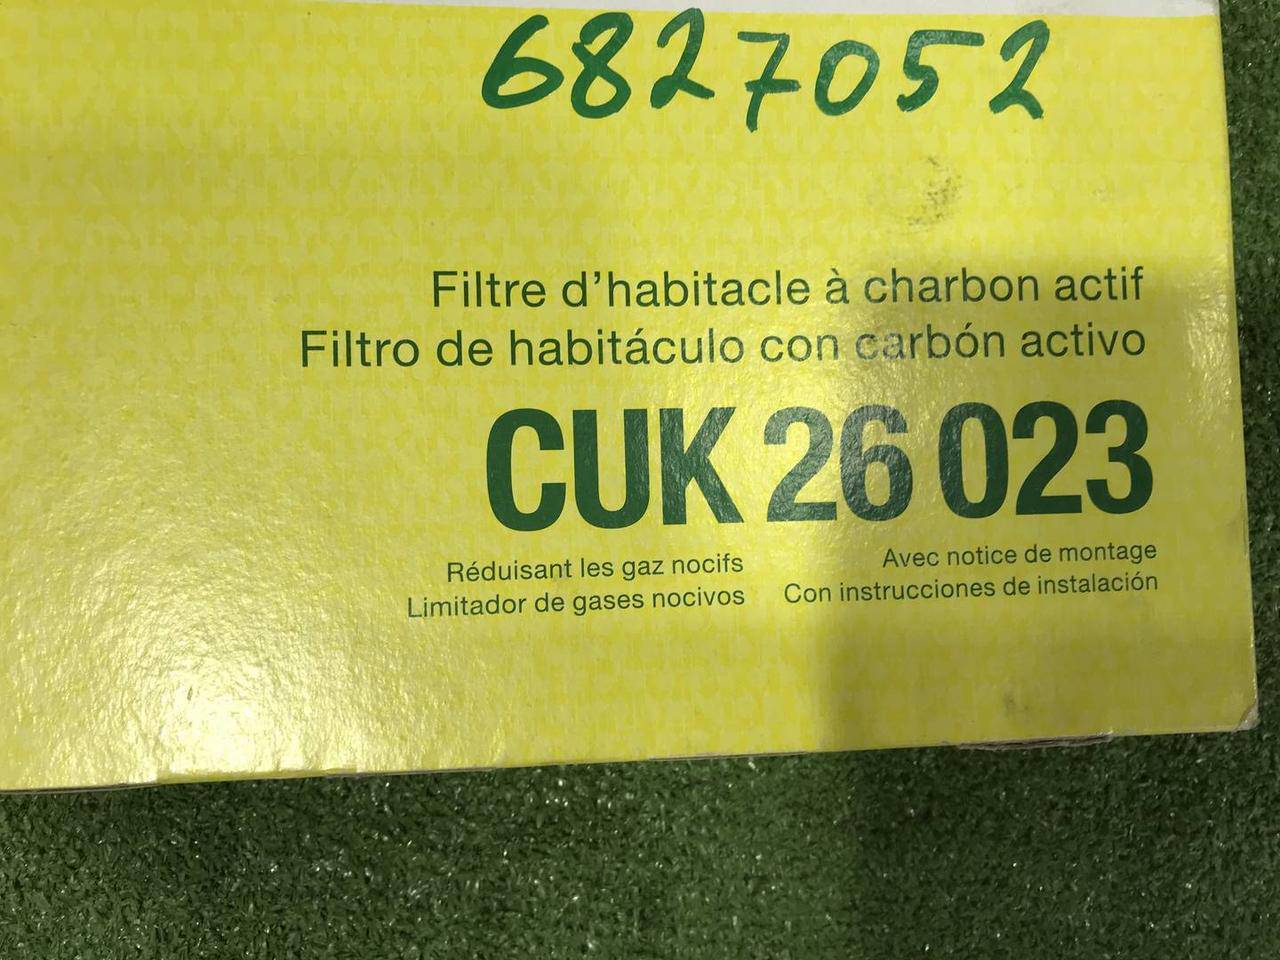 6827052
Filtre d’habitacle à charbon actif
Filtro de habitáculo con carbón activo
CUK 26 023
Réduisant les gaz nocifs
Limitador de gases nocivos
Avec notice de montage
Con instrucciones de instalación